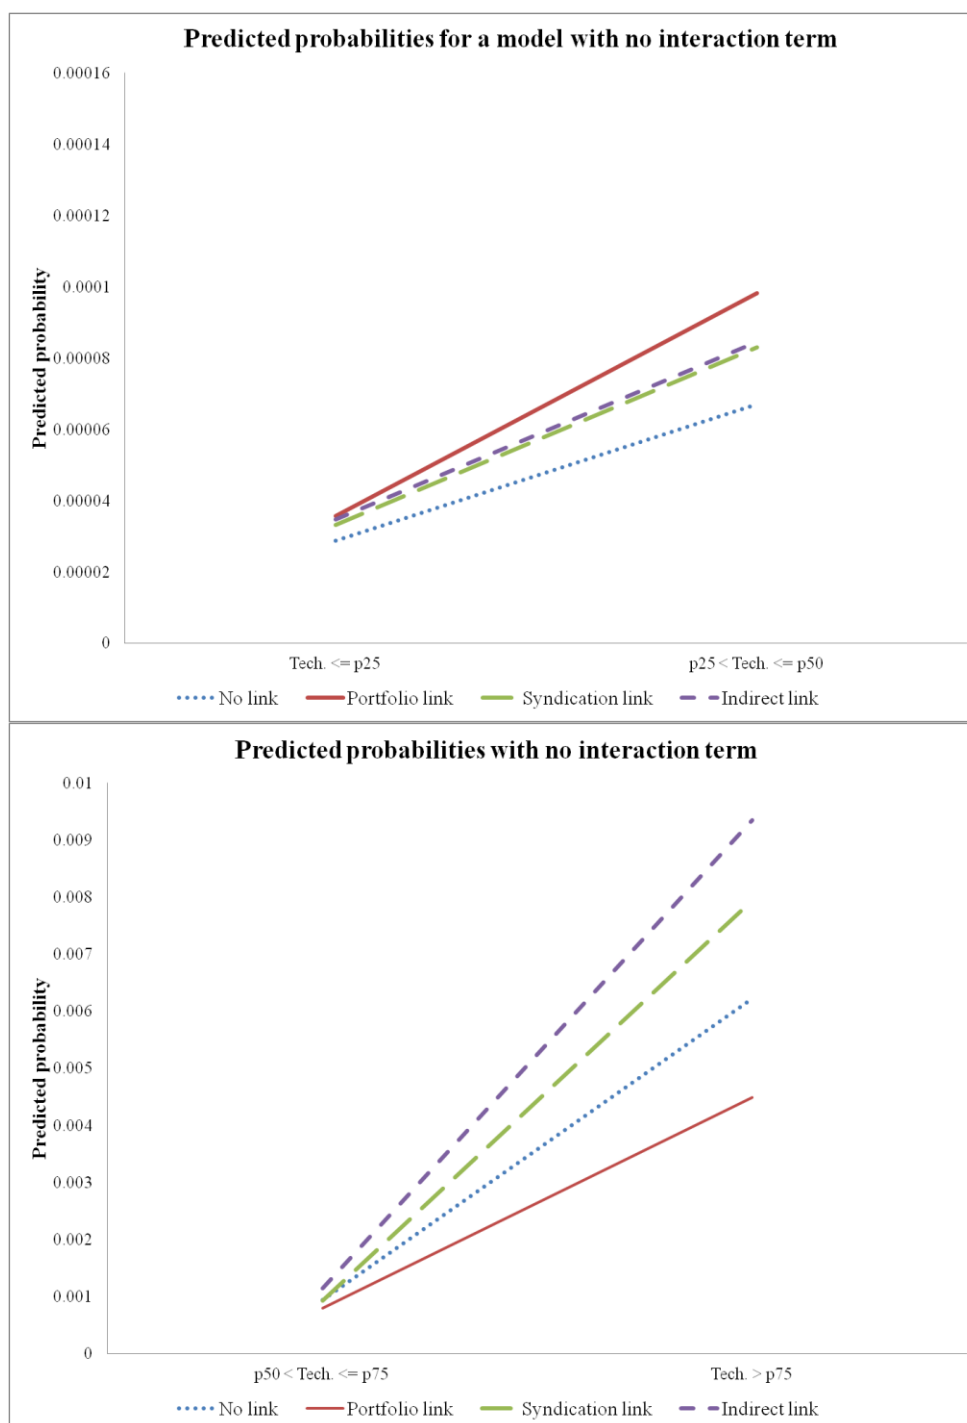 Predicted probabilities for a model with no interaction term
0.00016
0.00014
0.00012
0.0001
0.00008
0.00006
0.00004
0.00002
0
Predicted probability
Tech. <= p25
p25 < Tech. <= p50
No link
Portfolio link
Syndication link
Indirect link
Predicted probabilities with no interaction term
0.01
0.009
0.008
0.007
0.006
0.005
0.004
0.003
0.002
0.001
0
Predicted probability
p50 < Tech. <= p75
Tech. > p75
No link
Portfolio link
Syndication link
Indirect link